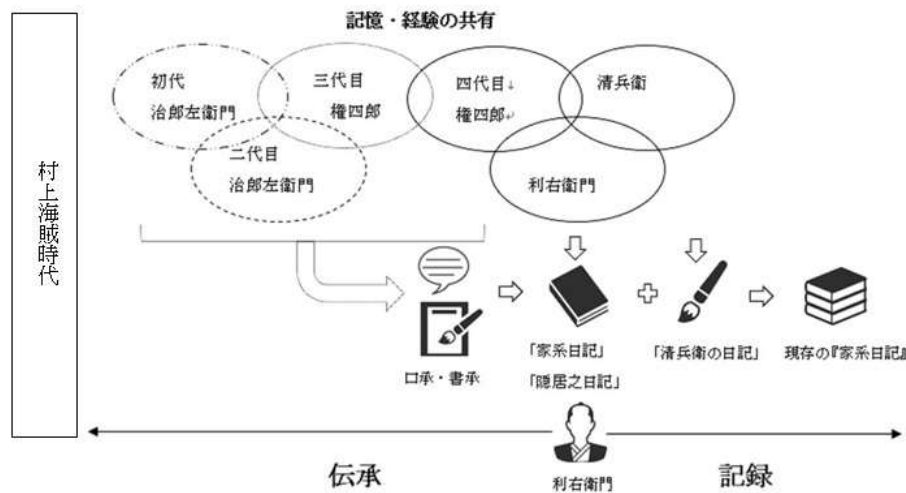 記憶・経験の共有
村上海賊時代
初代
治郎左衛門
三代目
権四郎
四代目↓
権四郎↵
清兵衛
二代目
治郎左衛門
利右衛門
口承・書承
「家系日記」
「隠居之日記」
「清兵衛の日記」
現存の『家系日記』
伝承
利右衛門
記録